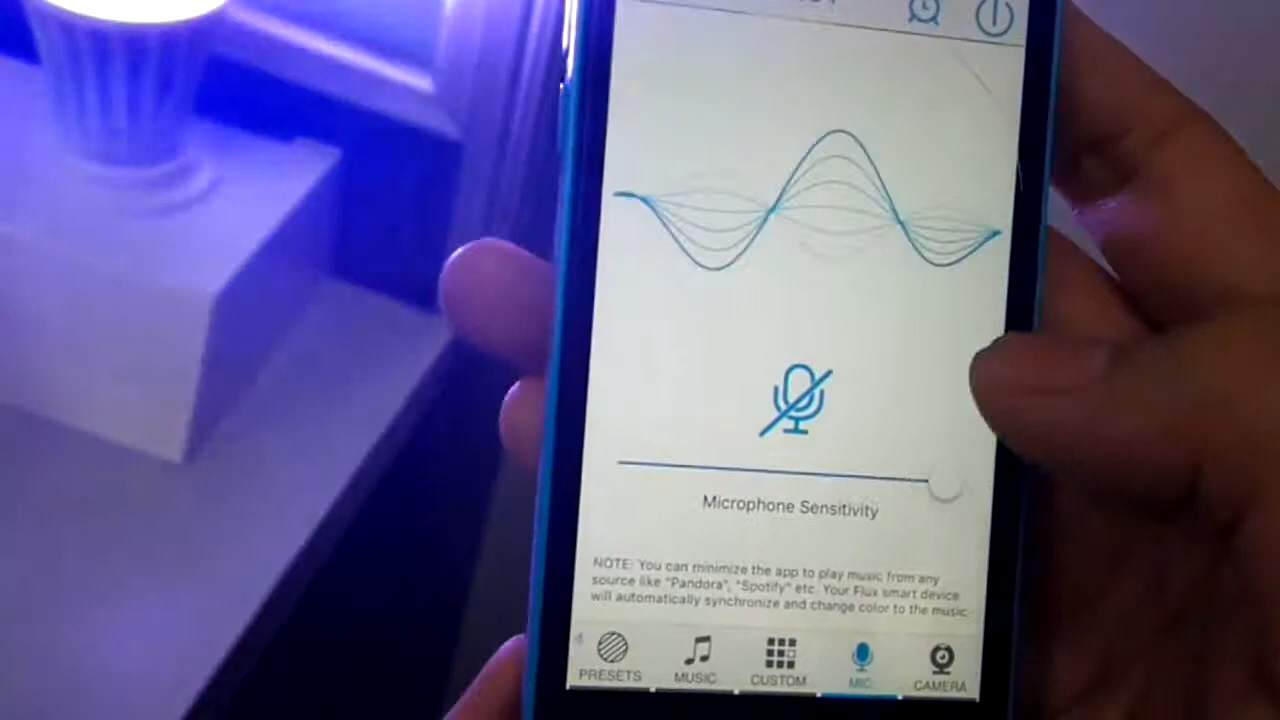 Microphone Sensitivity
NOTE: You can minimize the app to play music from any
source like "Pandora", "Spotify" etc. Your Flux smart device
will automatically synchronize and change color to the music.
PRESETS
MUSIC
CUSTOM
MIC
CAMERA